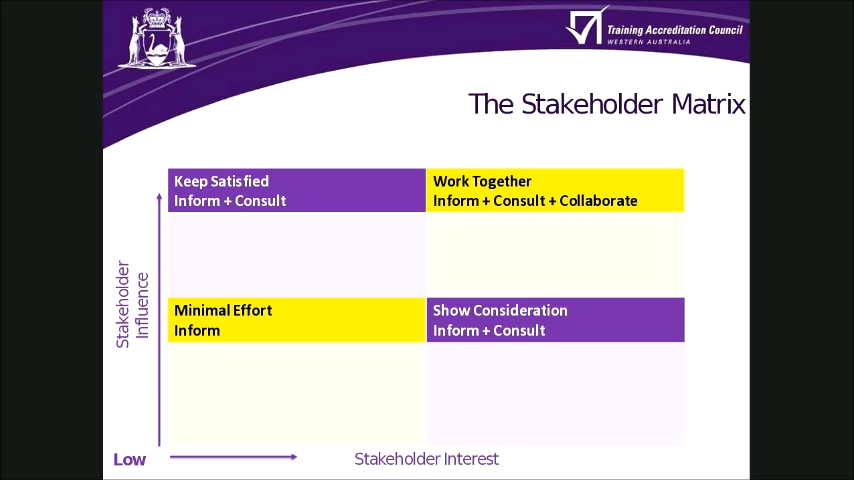 Training Accreditation Council
WESTERN AUSTRALIA
The Stakeholder Matrix
Keep Satisfied
Inform + Consult
Work Together
Inform + Consult + Collaborate
Stakeholder
Influence
Minimal Effort
Inform
Show Consideration
Inform + Consult
Low
Stakeholder Interest